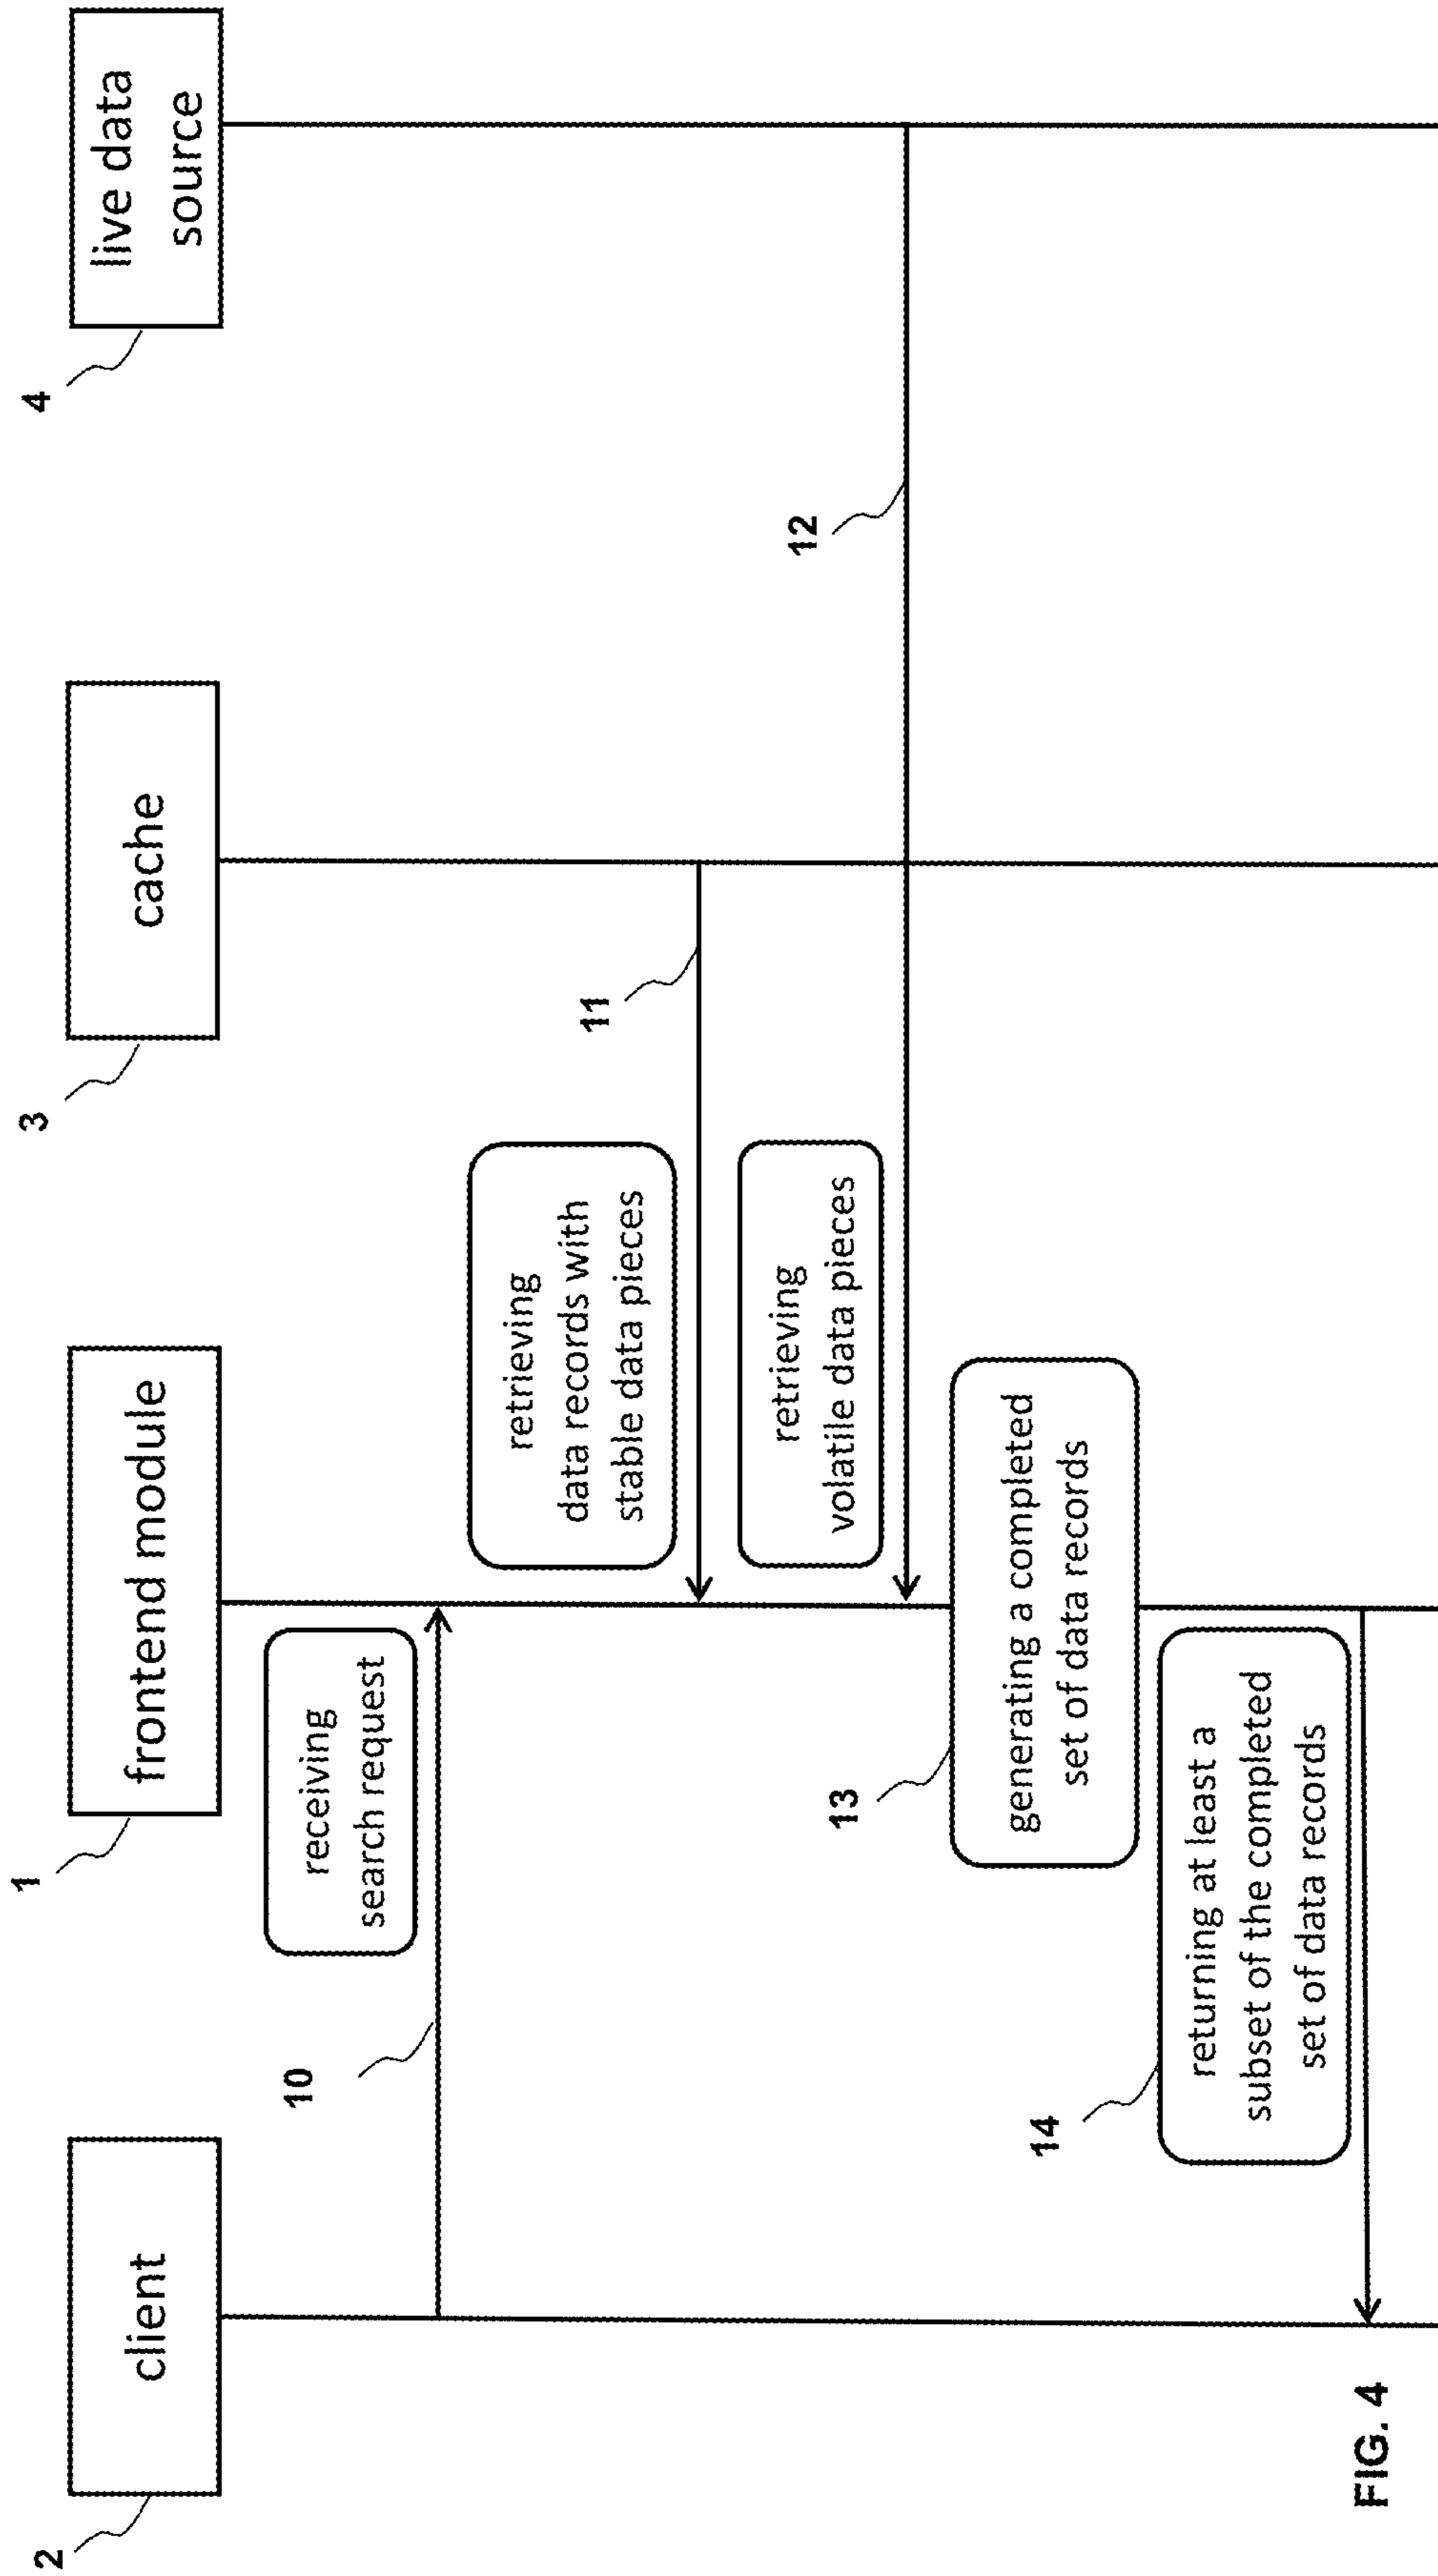 2
client
1
frontend module
3
cache
4
live data
source
receiving
search request
10
retrieving
data records with
stable data pieces
11
retrieving
volatile data pieces
12
13
generating a completed
set of data records
14
returning at least a
subset of the completed
set of data records
FIG. 4